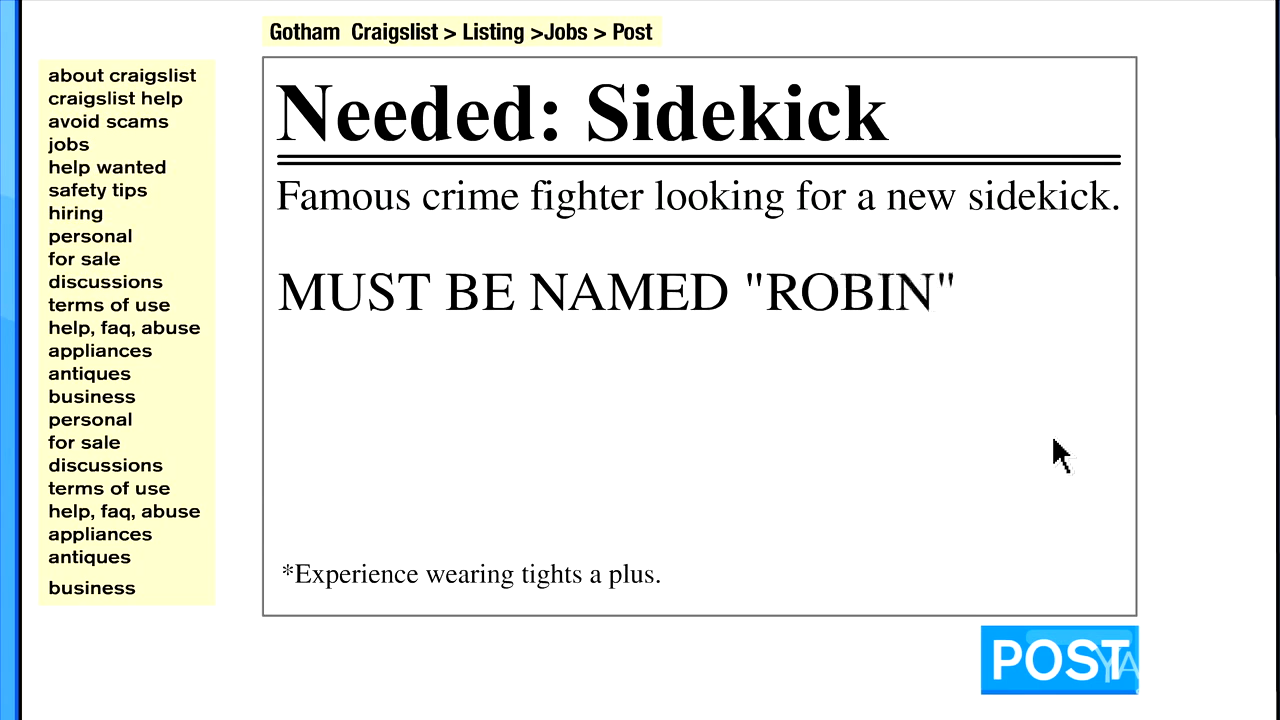 Gotham Craigslist > Listing >Jobs > Post
about craigslist
craigslist help
avoid scams
jobs
help wanted
safety tips
hiring
personal
for sale
discussions
terms of use
help, faq, abuse
appliances
antiques
business
personal
for sale
discussions
terms of use
help, faq, abuse
appliances
antiques
business
Needed: Sidekick
Famous crime fighter looking for a new sidekick.
MUST BE NAMED "ROBIN"
*Experience wearing tights a plus.
POST